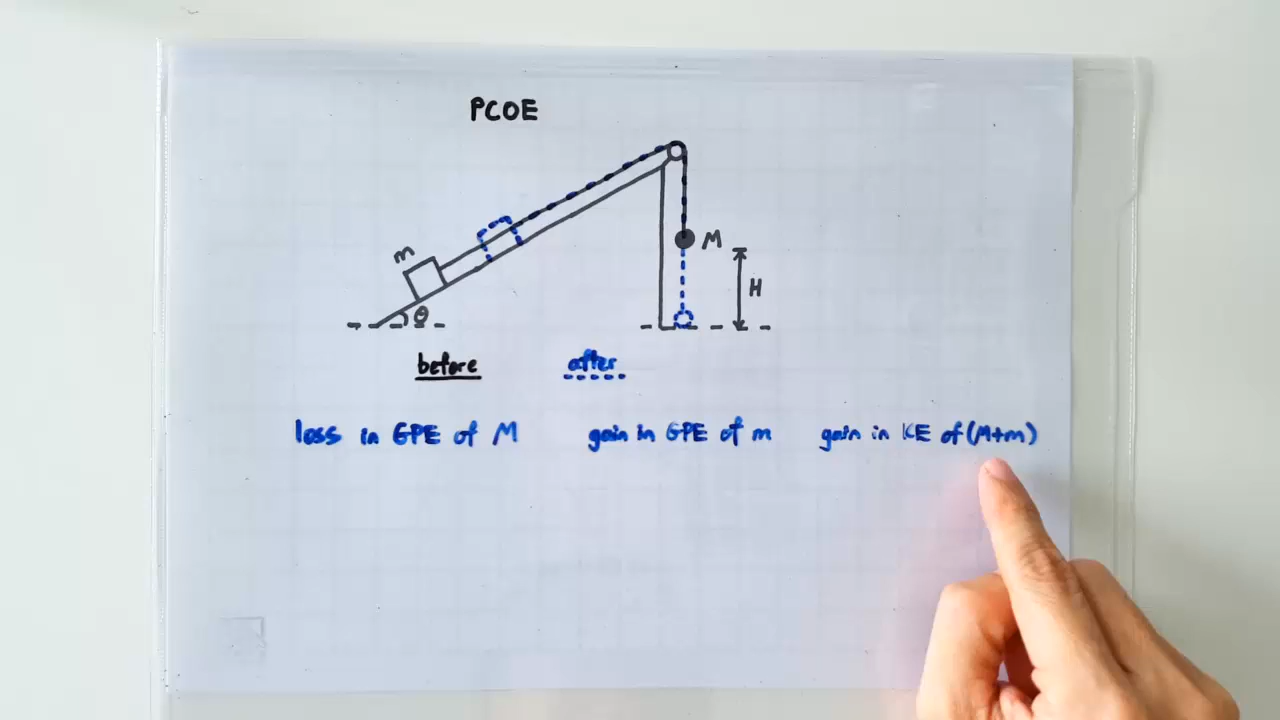 PCOE
M
m
H
θ
before after
loss in GPE of M gain in GPE of m gain in KE of (M+m)